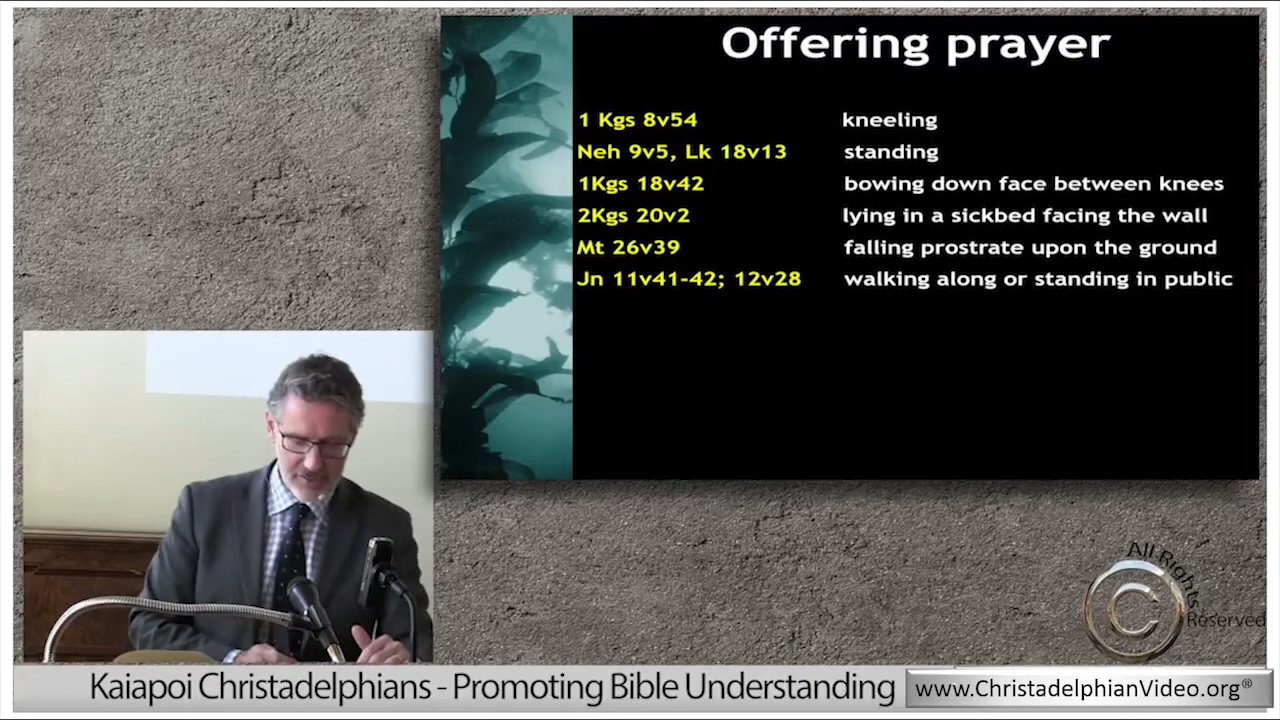 Offering prayer
1 Kgs 8v54 kneeling
Neh 9v5, Lk 18v13 standing
1Kgs 18v42 bowing down face between knees
2Kgs 20v2 lying in a sickbed facing the wall
Mt 26v39 falling prostrate upon the ground
Jn 11v41-42; 12v28 walking along or standing in public
All Rights
©
Reserved
Kaiapoi Christadelphians - Promoting Bible Understanding
www.ChristadelphianVideo.org®